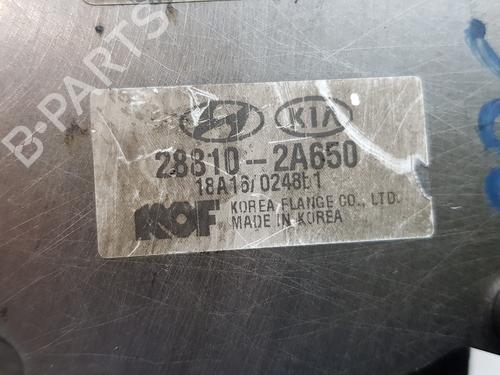 B-PARTS
KIA
28810-2A650
18A16/0248L1
KOF KOREA FLANGE CO., LTD.
MADE IN KOREA